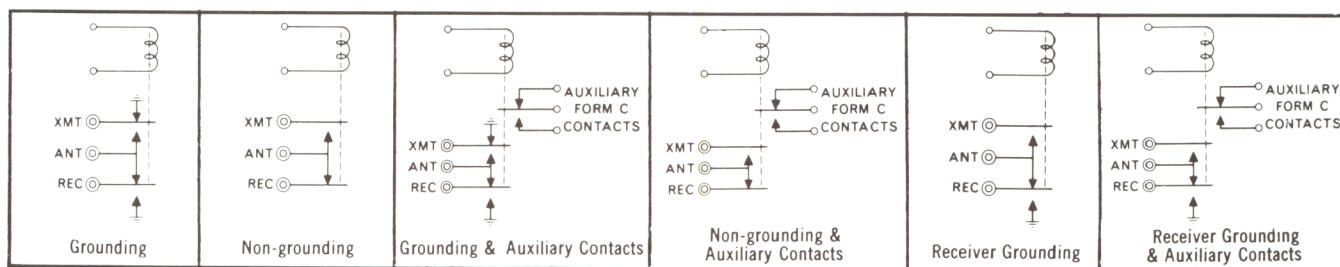 XMT
ANT
REC
Grounding
XMT
ANT
REC
Non-grounding
AUXILIARY
FORM C
CONTACTS
XMT
ANT
REC
Grounding & Auxiliary Contacts
AUXILIARY
FORM C
CONTACTS
XMT
ANT
REC
Non-grounding &
Auxiliary Contacts
XMT
ANT
REC
Receiver Grounding
AUXILIARY
FORM C
CONTACTS
XMT
ANT
REC
Receiver Grounding
& Auxiliary Contacts